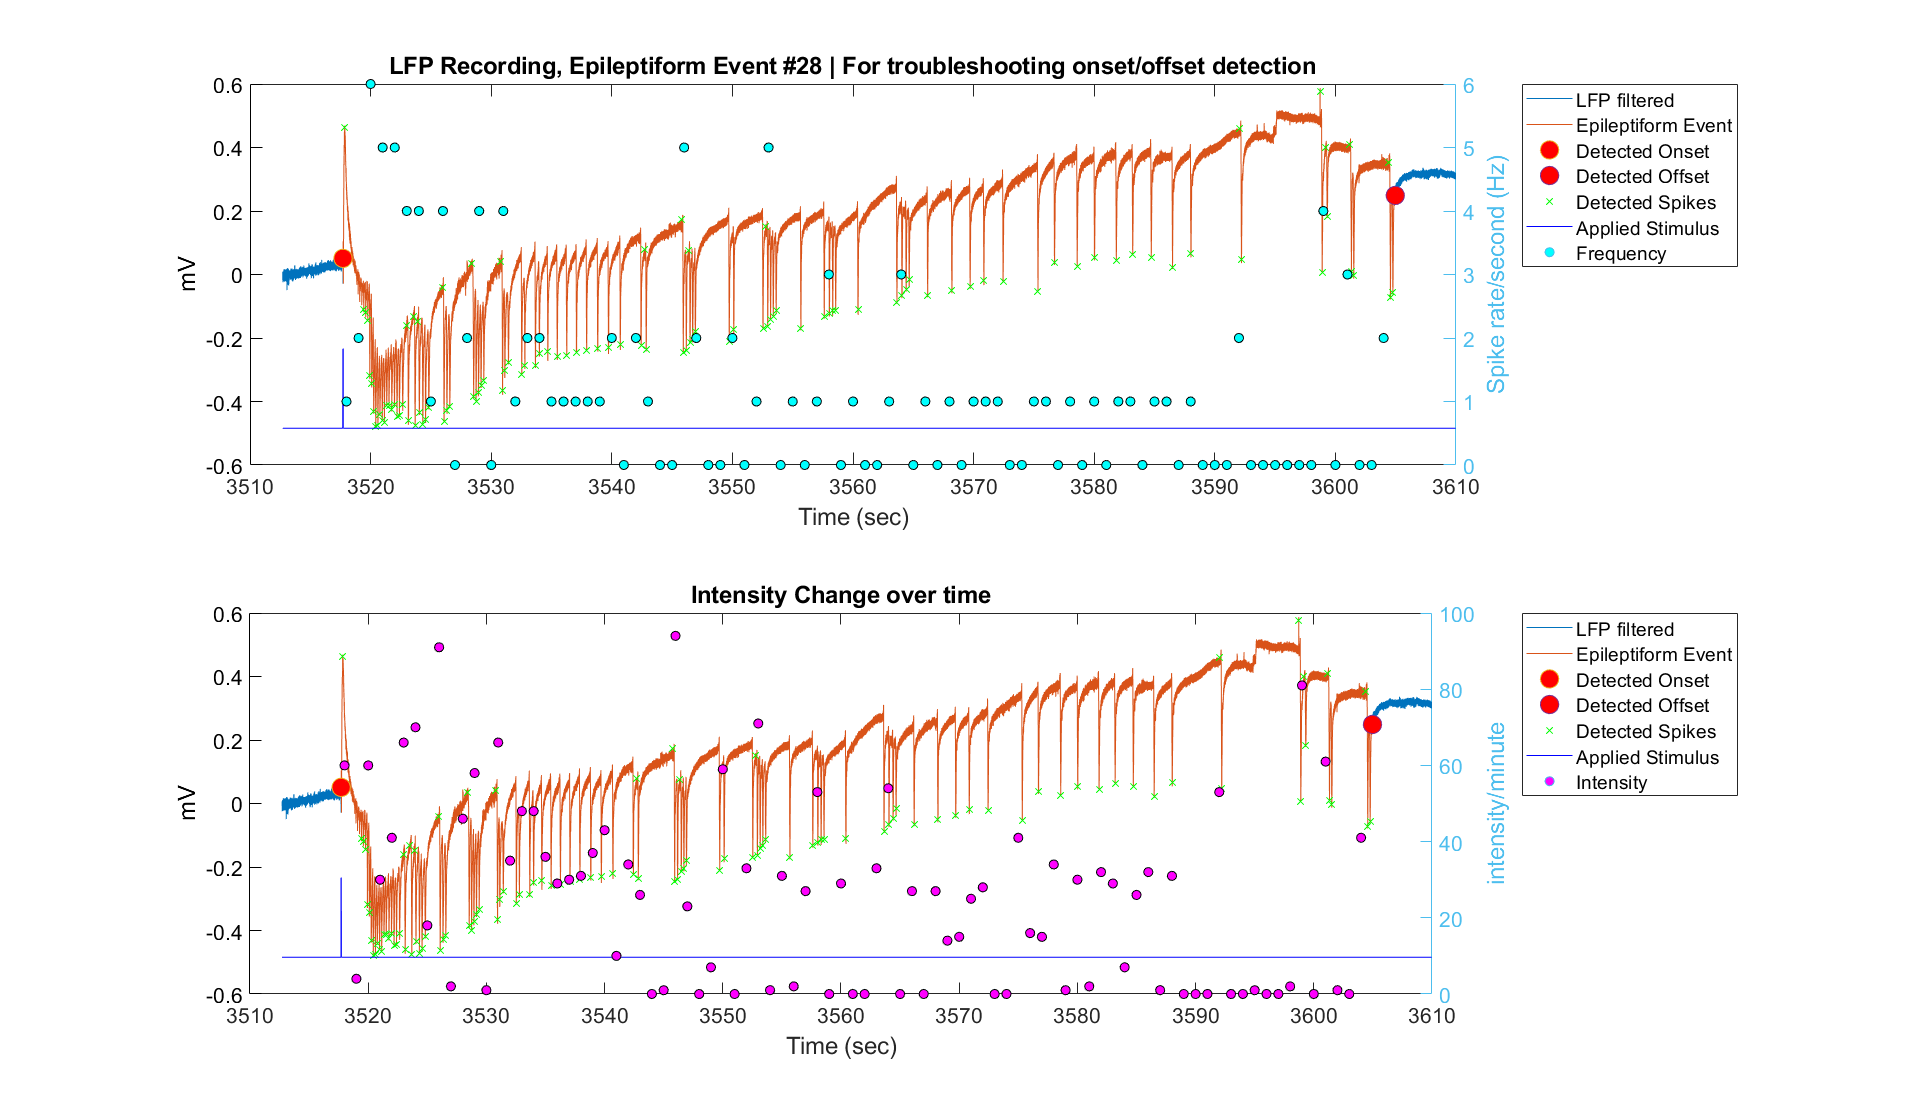 LFP Recording, Epileptiform Event #28 | For troubleshooting onset/offset detection
0.6
0.4
0.2
0
-0.2
-0.4
-0.6
mV
6
5
4
3
2
1
0
Spike rate/second (Hz)
3510 3520 3530 3540 3550 3560 3570 3580 3590 3600 3610
Time (sec)
LFP filtered
Epileptiform Event
Detected Onset
Detected Offset
Detected Spikes
Applied Stimulus
Frequency
Intensity Change over time
0.6
0.4
0.2
0
-0.2
-0.4
-0.6
mV
100
80
60
40
20
0
intensity/minute
3510 3520 3530 3540 3550 3560 3570 3580 3590 3600 3610
Time (sec)
LFP filtered
Epileptiform Event
Detected Onset
Detected Offset
Detected Spikes
Applied Stimulus
Intensity